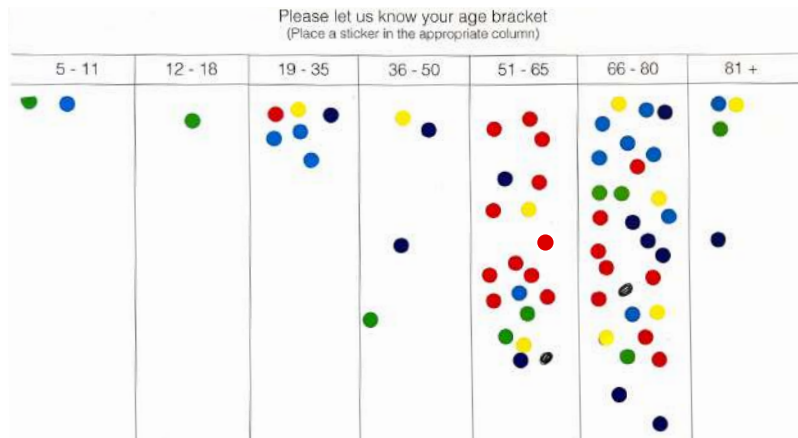 Please let us know your age bracket
(Place a sticker in the appropriate column)
5 - 11 12 - 18 19 - 35 36 - 50 51 - 65 66 - 80 81 +